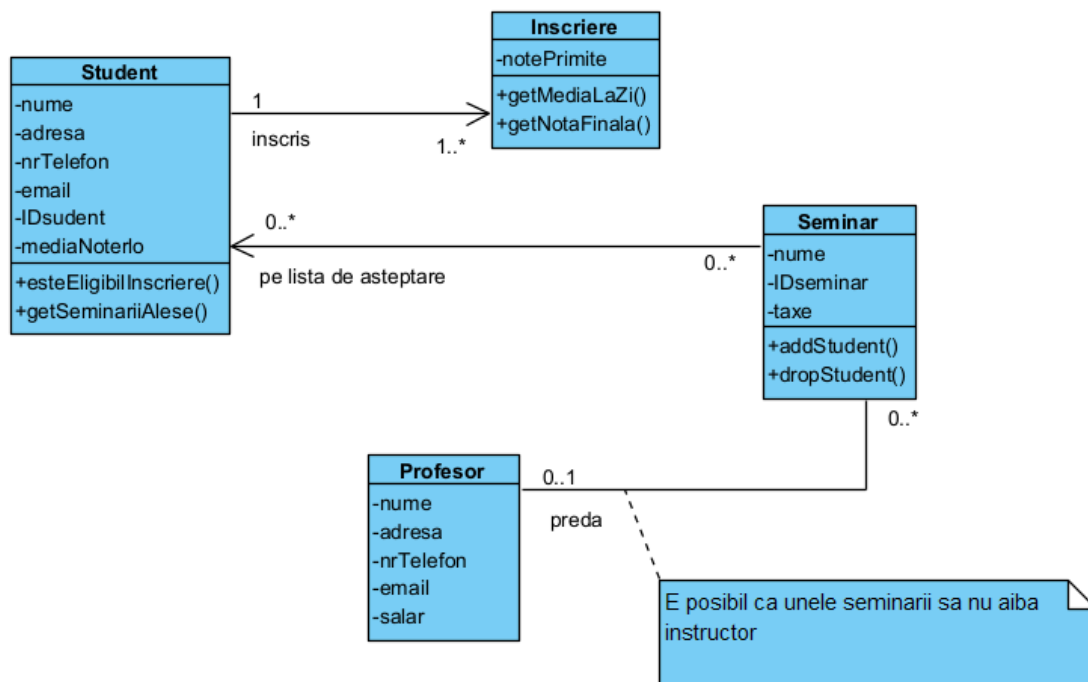 Inscriere
-notePrimite
+getMediaLaZi()
+getNotaFinala()
Student
-nume
-adresa
-nrTelefon
-email
-IDsudent
-mediaNoterlo
+esteEligibilInscriere()
+getSeminariiAlese()
1
inscris
1..*
0..*
pe lista de asteptare
0..*
Seminar
-nume
-IDseminar
-taxe
+addStudent()
+dropStudent()
0..*
Profesor
-nume
-adresa
-nrTelefon
-email
-salar
0..1
preda
E posibil ca unele seminarii sa nu aiba
instructor